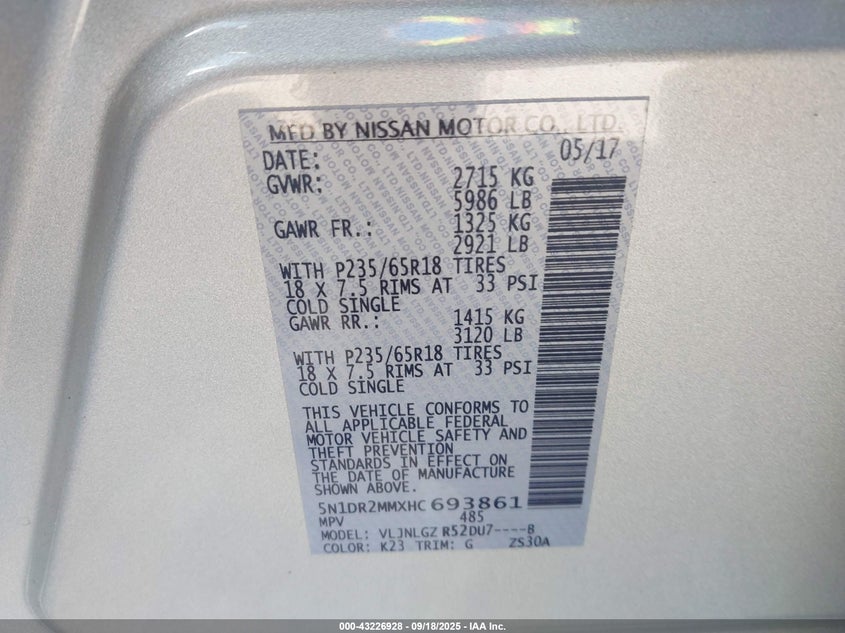 MFD BY NISSAN MOTOR CO., LTD.
DATE: 05/17
GVWR: 2715 KG
5986 LB
GAWR FR.: 1325 KG
2921 LB
WITH P235/65R18 TIRES
18 X 7.5 RIMS AT 33 PSI
COLD SINGLE
GAWR RR.: 1415 KG
3120 LB
WITH P235/65R18 TIRES
18 X 7.5 RIMS AT 33 PSI
COLD SINGLE
THIS VEHICLE CONFORMS TO
ALL APPLICABLE FEDERAL
MOTOR VEHICLE SAFETY AND
THEFT PREVENTION
STANDARDS IN EFFECT ON
THE DATE OF MANUFACTURE
SHOWN ABOVE.
5N1DR2MMXHC693861
MPV 485
MODEL: VLJNLGZ R52DU7----8
COLOR: K23 TRIM: G ZS30A
000-43226928 - 09/18/2025 - IAA Inc.